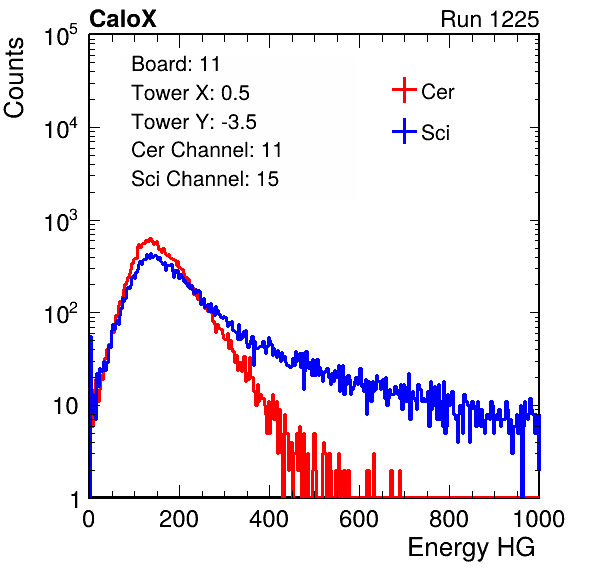 CaloX Run 1225
Counts
Board: 11
Tower X: 0.5
Tower Y: -3.5
Cer Channel: 11
Sci Channel: 15
Cer
Sci
10^5
10^4
10^3
10^2
10
1
0 200 400 600 800 1000
Energy HG